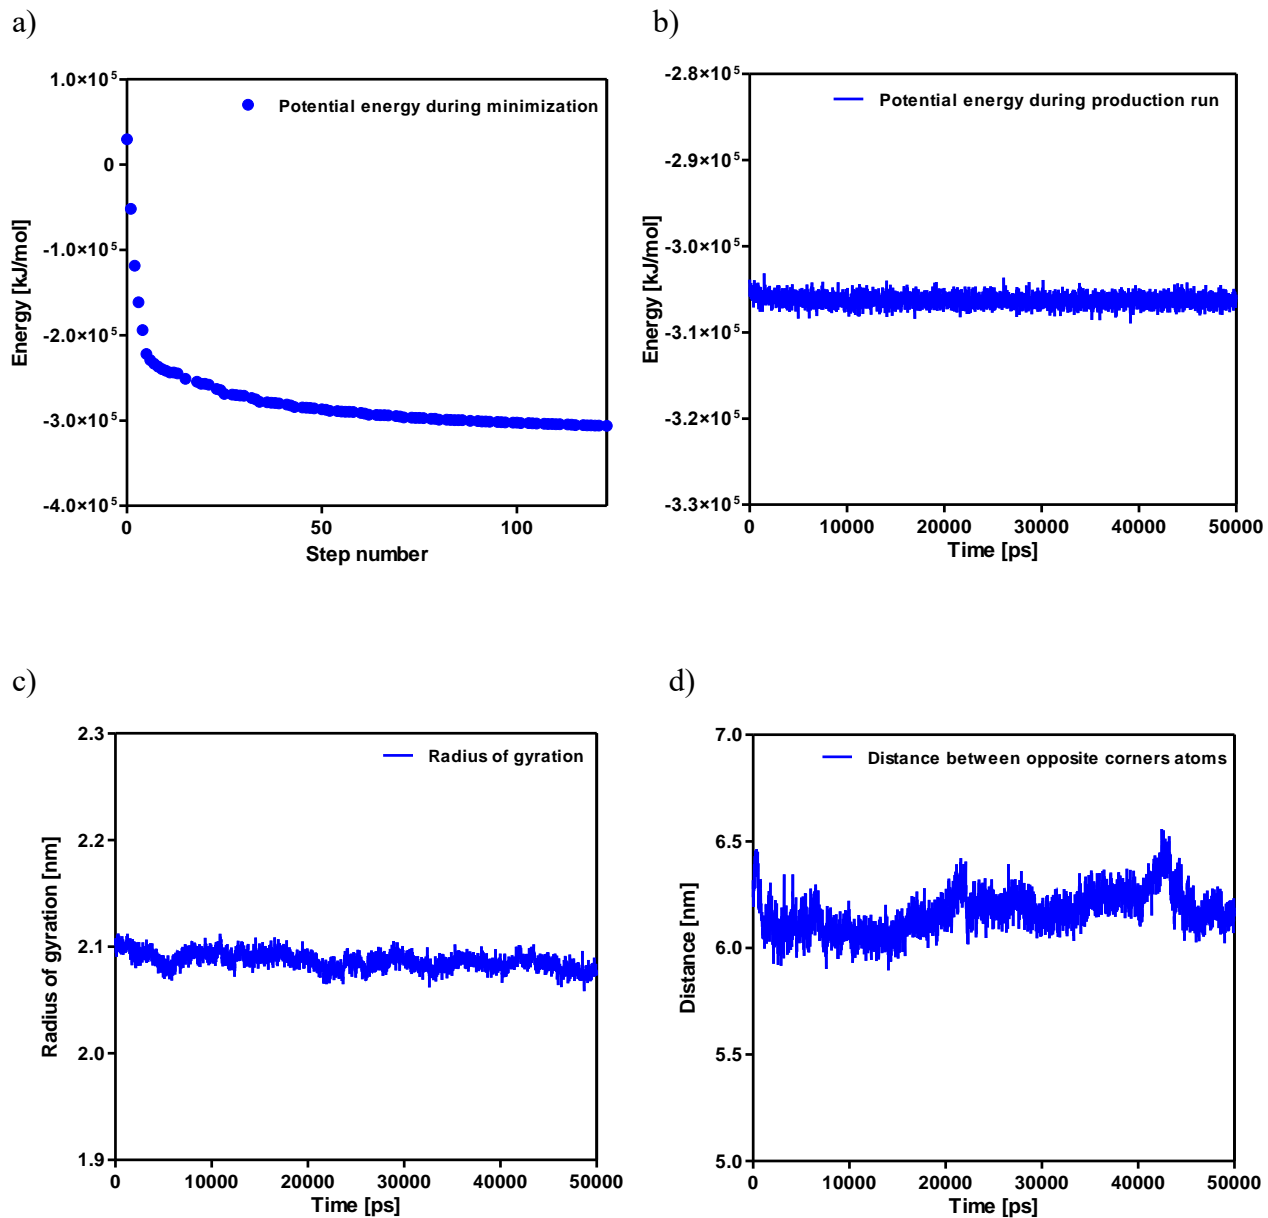 a)
1.0×10⁵
0
-1.0×10⁵
-2.0×10⁵
-3.0×10⁵
-4.0×10⁵
Energy [kJ/mol]
Potential energy during minimization
0 50 100
Step number
b)
-2.8×10⁵
-2.9×10⁵
-3.0×10⁵
-3.1×10⁵
-3.2×10⁵
-3.3×10⁵
Energy [kJ/mol]
Potential energy during production run
0 10000 20000 30000 40000 50000
Time [ps]
c)
2.3
2.2
2.1
2.0
1.9
Radius of gyration [nm]
Radius of gyration
0 10000 20000 30000 40000 50000
Time [ps]
d)
7.0
6.5
6.0
5.5
5.0
Distance [nm]
Distance between opposite corners atoms
0 10000 20000 30000 40000 50000
Time [ps]